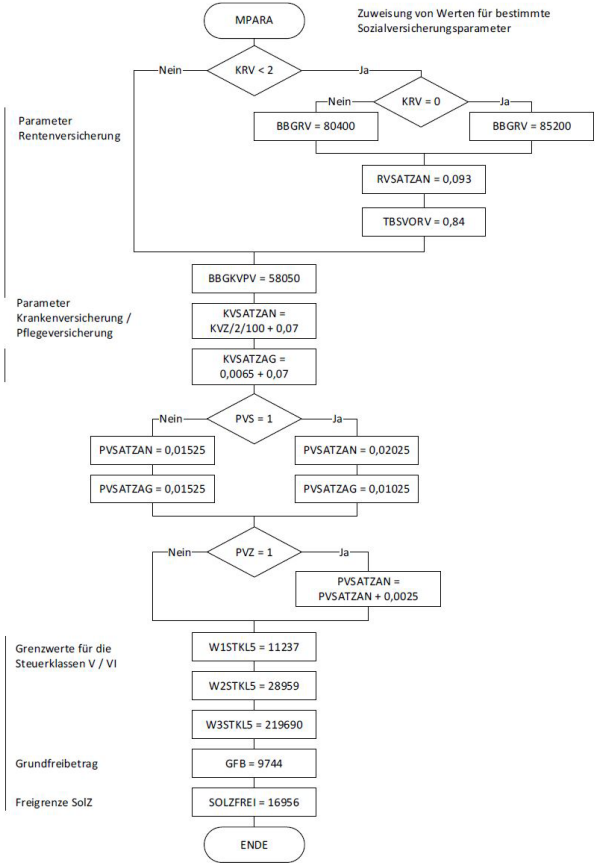 MPARA
Zuweisung von Werten für bestimmte
Sozialversicherungsparameter
Nein
KRV < 2
Ja
Nein
KRV = 0
Ja
Parameter
Rentenversicherung
BBGRV = 80400
BBGRV = 85200
RVSATZAN = 0,093
TBSVORV = 0,84
BBGKVPV = 58050
Parameter
Krankenversicherung /
Pflegeversicherung
KVSATZAN =
KVZ/2/100 + 0,07
KVSATZAG =
0,0065 + 0,07
Nein
PVS = 1
Ja
PVSATZAN = 0,01525
PVSATZAN = 0,02025
PVSATZAG = 0,01525
PVSATZAG = 0,01025
Nein
PVZ = 1
Ja
PVSATZAN =
PVSATZAN + 0,0025
Grenzwerte für die
Steuerklassen V / VI
W1STKL5 = 11237
W2STKL5 = 28959
W3STKL5 = 219690
Grundfreibetrag
GFB = 9744
Freigrenze SolZ
SOLZFREI = 16956
ENDE